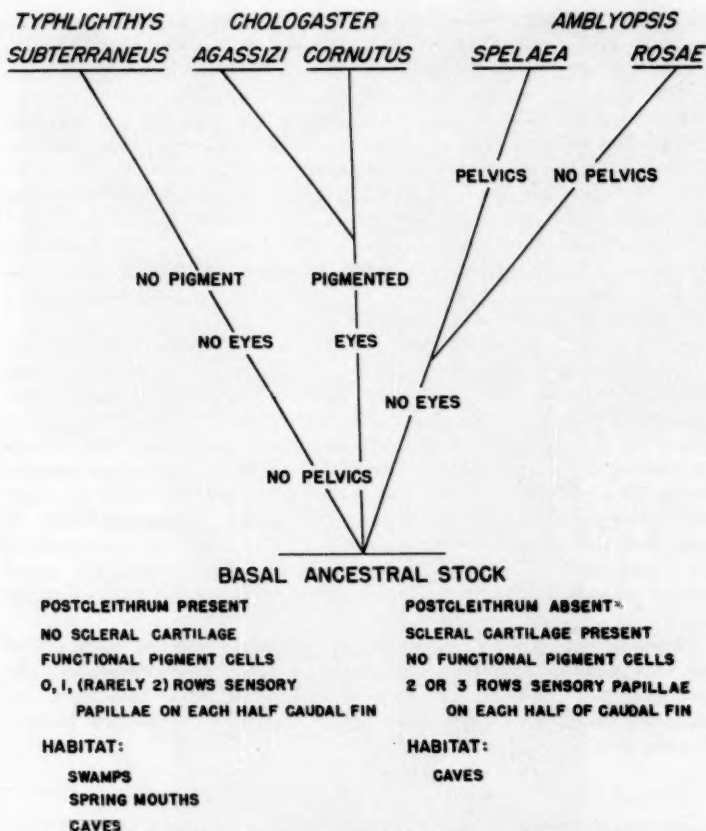 TYPHLICHTHYS CHOLOGASTER AMBLYOPSIS
SUBTERRANEUS AGASSIZI CORNUTUS SPELAEA ROSAE
PELVICS NO PELVICS
NO PIGMENT PIGMENTED
NO EYES EYES
NO EYES
NO PELVICS
BASAL ANCESTRAL STOCK
POSTCLEITHRUM PRESENT
NO SCLERAL CARTILAGE
FUNCTIONAL PIGMENT CELLS
0, 1, (RARELY 2) ROWS SENSORY
PAPILLAE ON EACH HALF CAUDAL FIN
HABITAT:
SWAMPS
SPRING MOUTHS
CAVES
POSTCLEITHRUM ABSENT*
SCLERAL CARTILAGE PRESENT
NO FUNCTIONAL PIGMENT CELLS
2 OR 3 ROWS SENSORY PAPILLAE
ON EACH HALF OF CAUDAL FIN
HABITAT:
CAVES